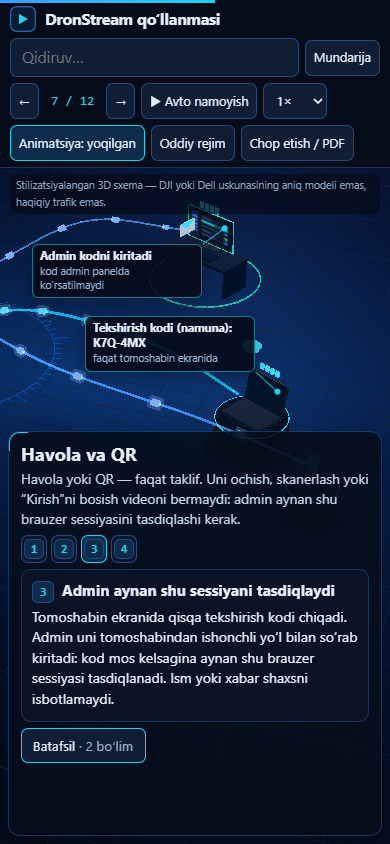 DronStream qo‘llanmasi
Qidiruv…
Mundarija
←
7 / 12
→
▶ Avto namoyish
1×
Animatsiya: yoqilgan
Oddiy rejim
Chop etish / PDF
Stilizatsiyalangan 3D sxema — DJI yoki Dell uskunasining aniq modeli emas,
haqiqiy trafik emas.
Admin kodni kiritadi
kod admin panelda
ko‘rsatilmaydi
Tekshirish kodi (namuna):
K7Q-4MX
faqat tomoshabin ekranida
Havola va QR
Havola yoki QR — faqat taklif. Uni ochish, skanerlash yoki
“Kirish”ni bosish videoni bermaydi: admin aynan shu
brauzer sessiyasini tasdiqlashi kerak.
1
2
3
4
3
Admin aynan shu sessiyani tasdiqlaydi
Tomoshabin ekranida qisqa tekshirish kodi chiqadi.
Admin uni tomoshabindan ishonchli yo‘l bilan so‘rab
kiritadi: kod mos kelsagina aynan shu brauzer
sessiyasi tasdiqlanadi. Ism yoki xabar shaxsni
isbotlamaydi.
Batafsil · 2 bo‘lim